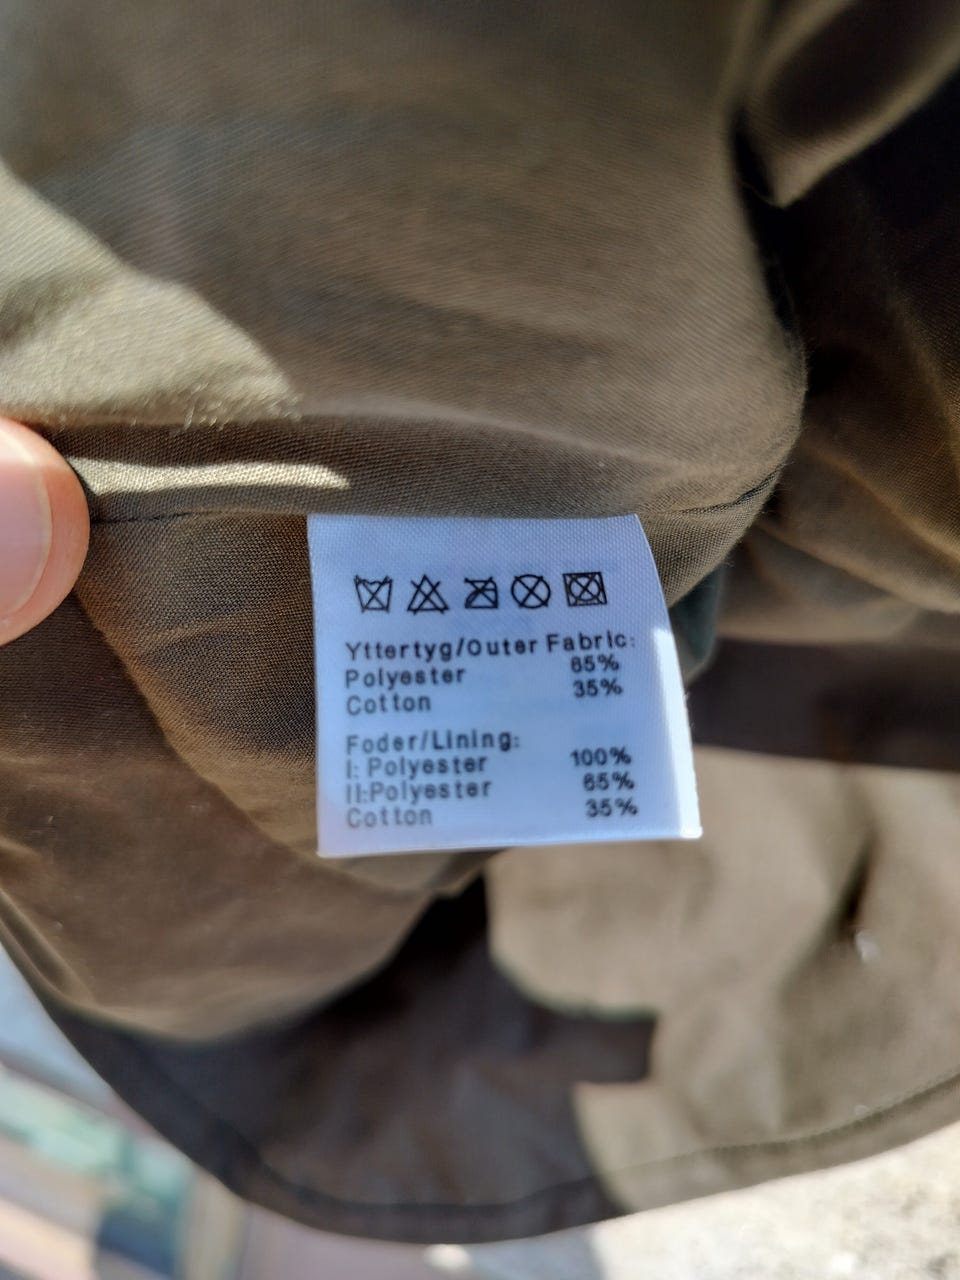 Yttertyg/Outer Fabric:
Polyester 65%
Cotton 35%
Foder/Lining:
I: Polyester 100%
II:Polyester 65%
Cotton 35%